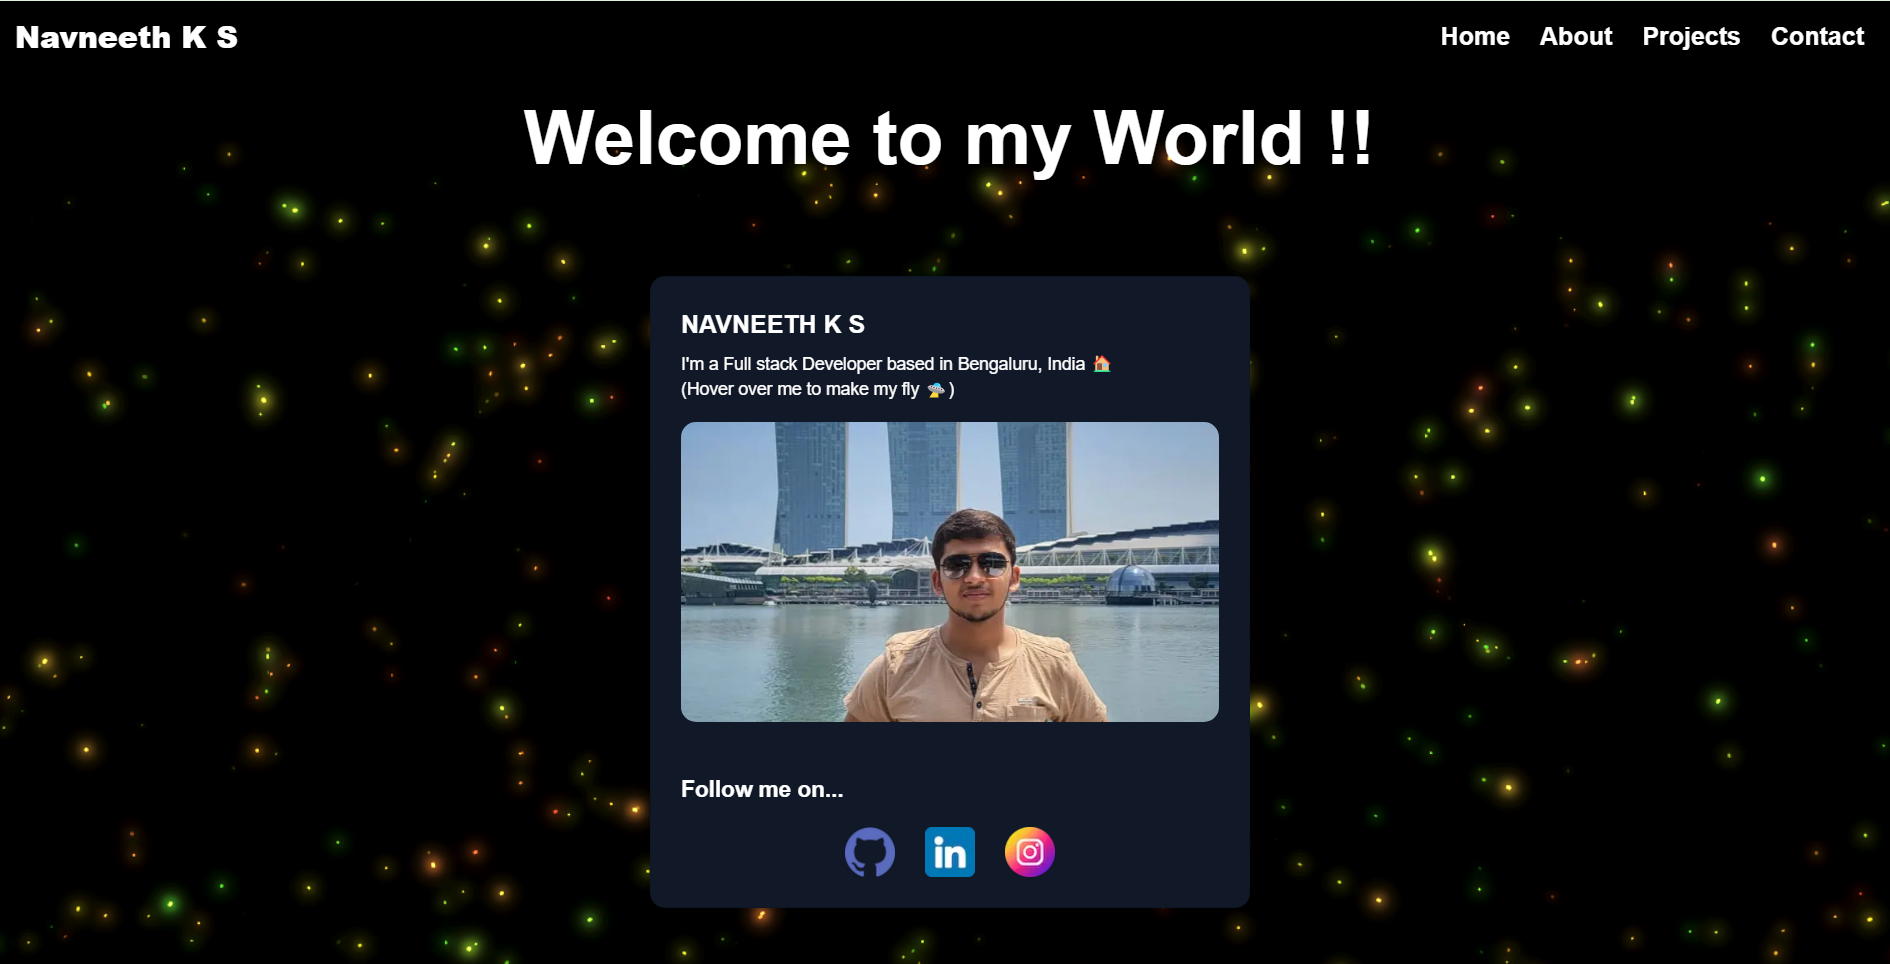 Navneeth K S
Home About Projects Contact
Welcome to my World !!
NAVNEETH K S
I'm a Full stack Developer based in Bengaluru, India 🏠
(Hover over me to make my fly 🛸)
Follow me on...
in